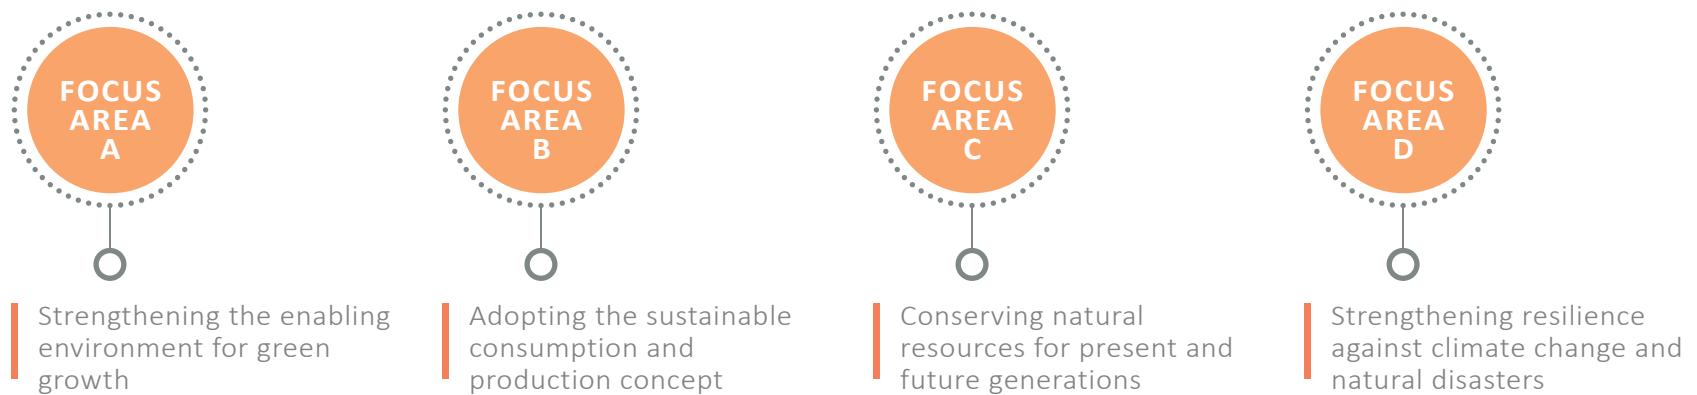 FOCUS
AREA
A
Strengthening the enabling
environment for green
growth
FOCUS
AREA
B
Adopting the sustainable
consumption and
production concept
FOCUS
AREA
C
Conserving natural
resources for present and
future generations
FOCUS
AREA
D
Strengthening resilience
against climate change and
natural disasters